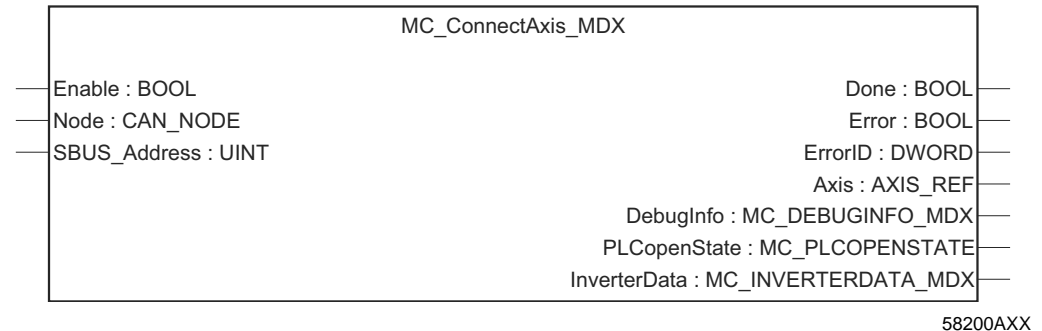 MC_ConnectAxis_MDX
Enable : BOOL Done : BOOL
Node : CAN_NODE Error : BOOL
SBUS_Address : UINT ErrorID : DWORD
Axis : AXIS_REF
DebugInfo : MC_DEBUGINFO_MDX
PLCopenState : MC_PLCOPENSTATE
InverterData : MC_INVERTERDATA_MDX
58200AXX